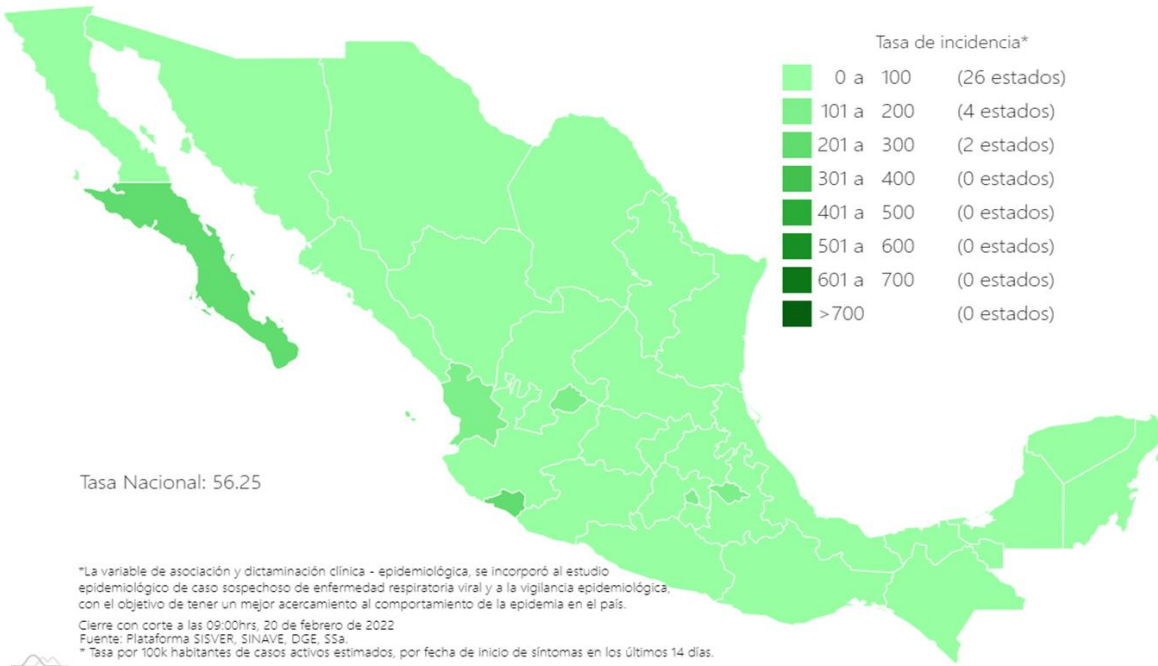 Tasa de incidencia*
0 a 100 (26 estados)
101 a 200 (4 estados)
201 a 300 (2 estados)
301 a 400 (0 estados)
401 a 500 (0 estados)
501 a 600 (0 estados)
601 a 700 (0 estados)
>700 (0 estados)
Tasa Nacional: 56.25
*La variable de asociación y dictaminación clínica - epidemiológica, se incorporó al estudio
epidemiológico de caso sospechoso de enfermedad respiratoria viral y a la vigilancia epidemiológica,
con el objetivo de tener un mejor acercamiento al comportamiento de la epidemia en el país.
Cierre con corte a las 09:00hrs, 20 de febrero de 2022
Fuente: Plataforma SISVER, SINAVE, DGE, SSa.
* Tasa por 100k habitantes de casos activos estimados, por fecha de inicio de síntomas en los últimos 14 días.